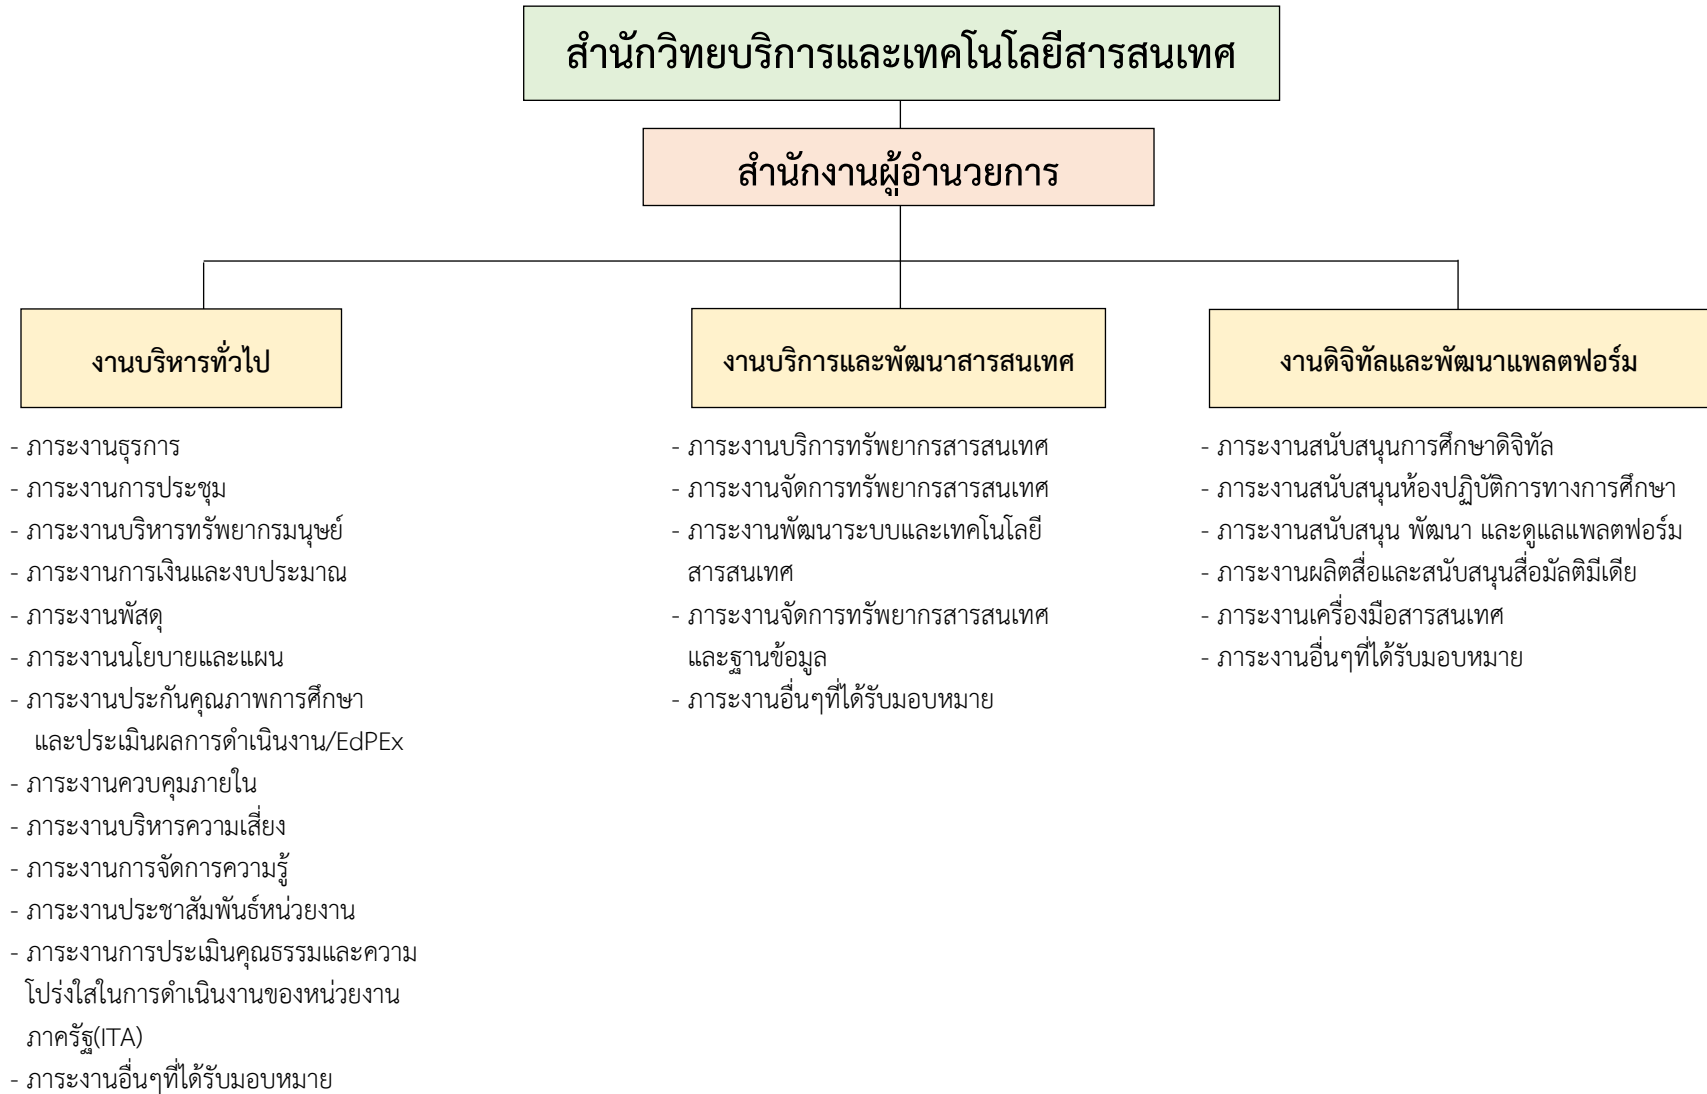 สำนักวิทยบริการและเทคโนโลยีสารสนเทศ
สำนักงานผู้อำนวยการ
งานบริหารทั่วไป
- ภาระงานธุรการ
- ภาระงานการประชุม
- ภาระงานบริหารทรัพยากรมนุษย์
- ภาระงานการเงินและงบประมาณ
- ภาระงานพัสดุ
- ภาระงานนโยบายและแผน
- ภาระงานประกันคุณภาพการศึกษา
และประเมินผลการดำเนินงาน/EdPEx
- ภาระงานควบคุมภายใน
- ภาระงานบริหารความเสี่ยง
- ภาระงานการจัดการความรู้
- ภาระงานประชาสัมพันธ์หน่วยงาน
- ภาระงานการประเมินคุณธรรมและความ
โปร่งใสในการดำเนินงานของหน่วยงาน
ภาครัฐ(ITA)
- ภาระงานอื่นๆที่ได้รับมอบหมาย
งานบริการและพัฒนาสารสนเทศ
- ภาระงานบริการทรัพยากรสารสนเทศ
- ภาระงานจัดการทรัพยากรสารสนเทศ
- ภาระงานพัฒนาระบบและเทคโนโลยี
สารสนเทศ
- ภาระงานจัดการทรัพยากรสารสนเทศ
และฐานข้อมูล
- ภาระงานอื่นๆที่ได้รับมอบหมาย
งานดิจิทัลและพัฒนาแพลตฟอร์ม
- ภาระงานสนับสนุนการศึกษาดิจิทัล
- ภาระงานสนับสนุนห้องปฏิบัติการทางการศึกษา
- ภาระงานสนับสนุน พัฒนา และดูแลแพลตฟอร์ม
- ภาระงานผลิตสื่อและสนับสนุนสื่อมัลติมีเดีย
- ภาระงานเครื่องมือสารสนเทศ
- ภาระงานอื่นๆที่ได้รับมอบหมาย